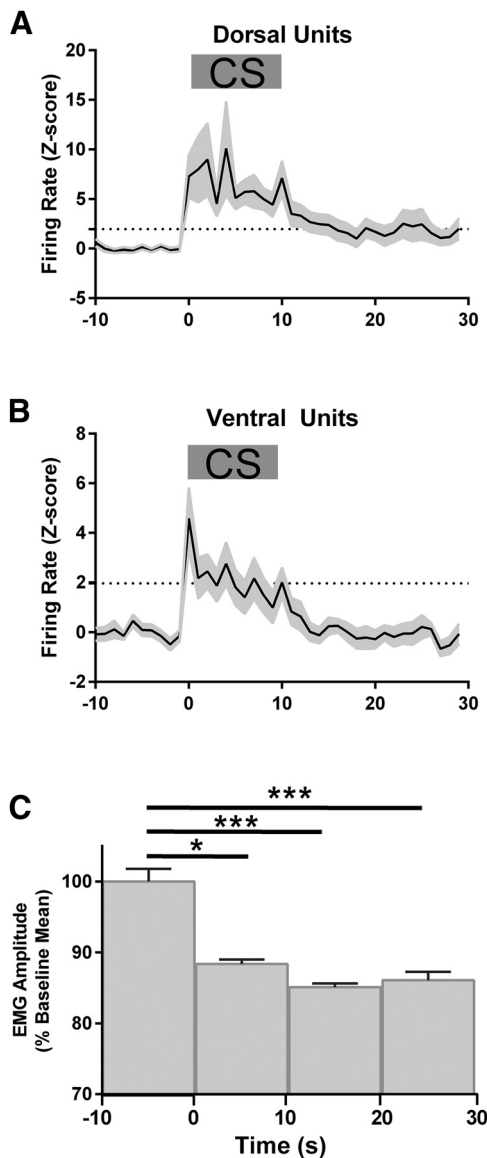 A
Dorsal Units
20
CS
15
10
5
0
-5
Firing Rate (Z-score)
-10 0 10 20 30
B
Ventral Units
8
CS
6
4
2
0
-2
Firing Rate (Z-score)
-10 0 10 20 30
C
***
***
*
100
90
80
70
EMG Amplitude
(% Baseline Mean)
-10 0 10 20 30
Time (s)